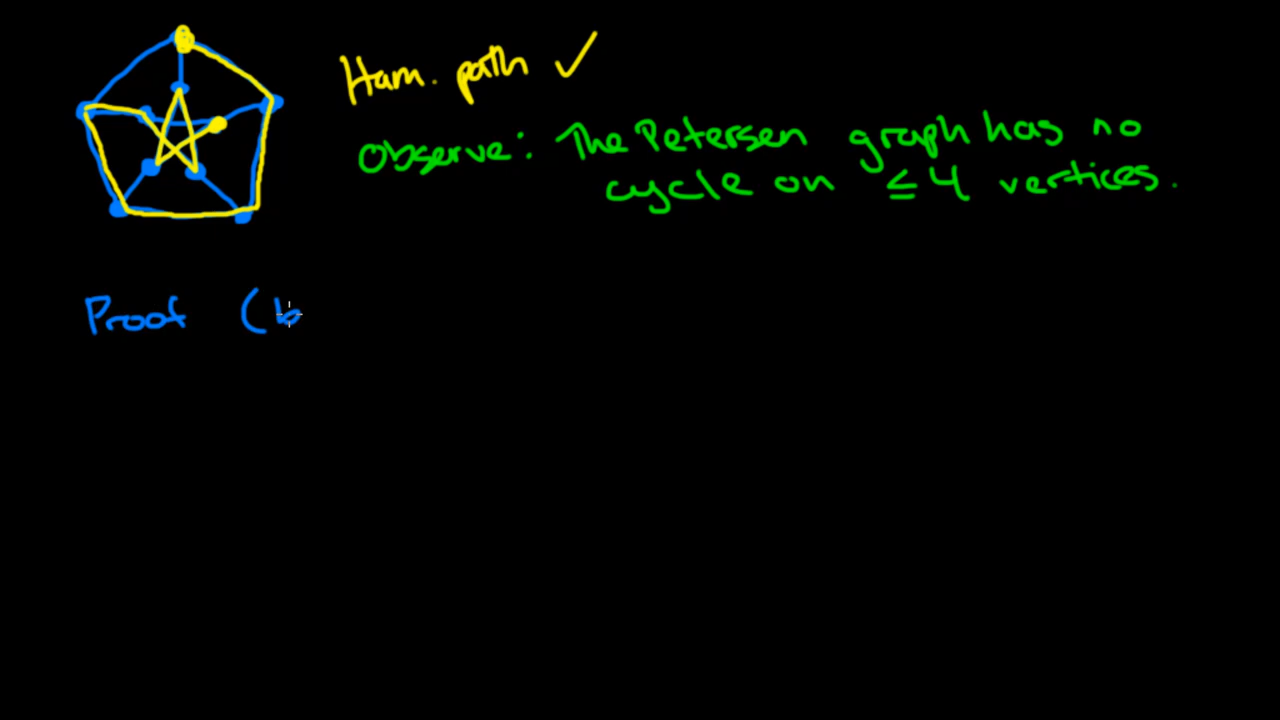 Ham. path ✓
Observe: The Petersen graph has no
cycle on ≤ 4 vertices.
Proof (b